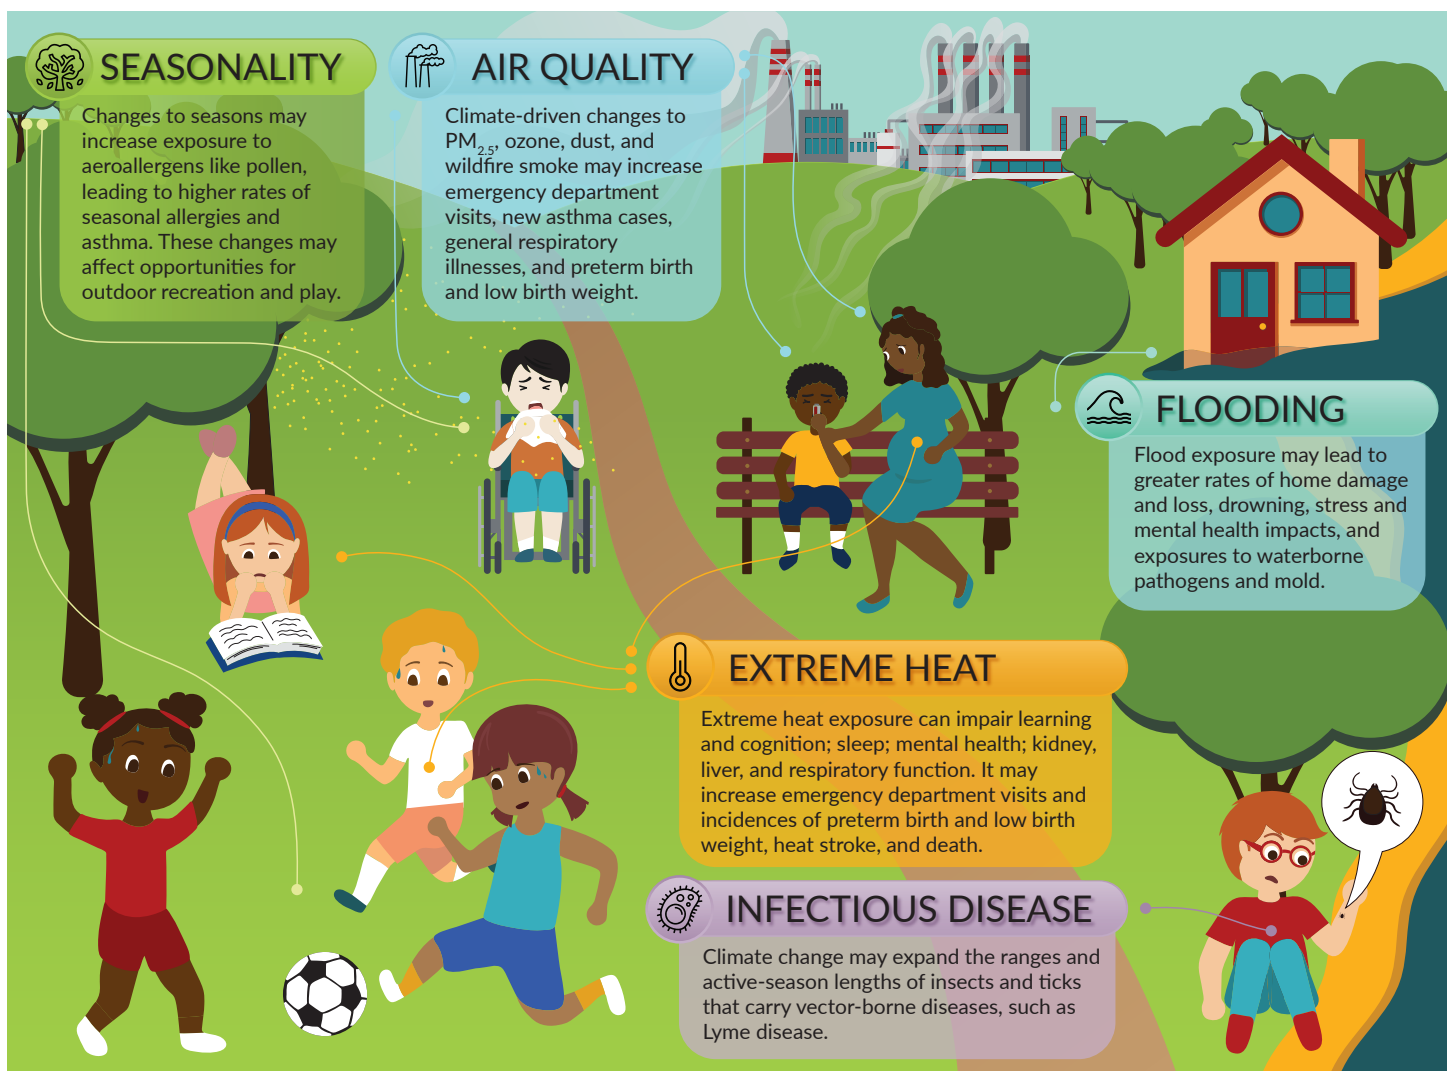 SEASONALITY
Changes to seasons may
increase exposure to
aeroallergens like pollen,
leading to higher rates of
seasonal allergies and
asthma. These changes may
affect opportunities for
outdoor recreation and play.
AIR QUALITY
Climate-driven changes to
PM2.5, ozone, dust, and
wildfire smoke may increase
emergency department
visits, new asthma cases,
general respiratory
illnesses, and preterm birth
and low birth weight.
FLOODING
Flood exposure may lead to
greater rates of home damage
and loss, drowning, stress and
mental health impacts, and
exposures to waterborne
pathogens and mold.
EXTREME HEAT
Extreme heat exposure can impair learning
and cognition; sleep; mental health; kidney,
liver, and respiratory function. It may
increase emergency department visits and
incidences of preterm birth and low birth
weight, heat stroke, and death.
INFECTIOUS DISEASE
Climate change may expand the ranges and
active-season lengths of insects and ticks
that carry vector-borne diseases, such as
Lyme disease.